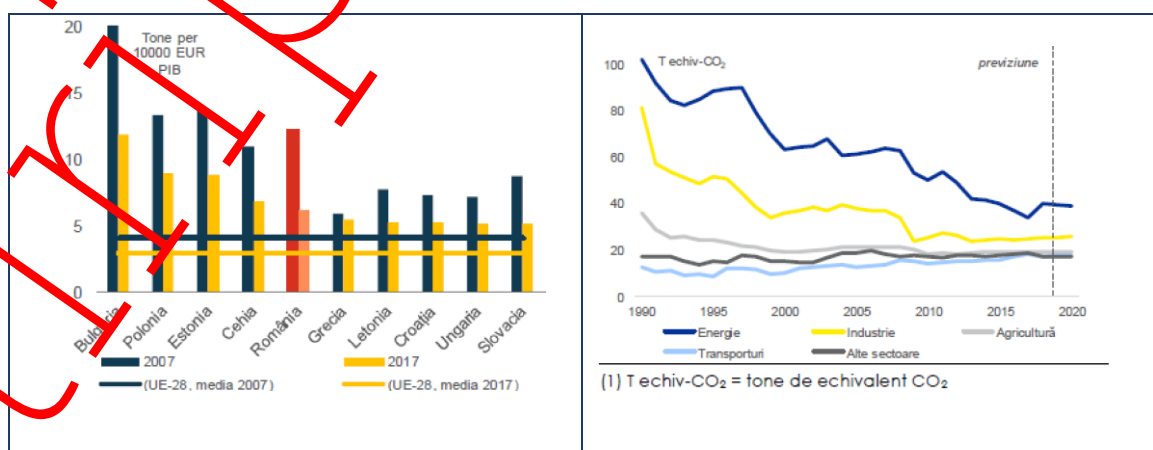 20
Tone per
10000 EUR
PIB
15
10
5
0
Bulgaria
Polonia
Estonia
Cehia
România
Grecia
Letonia
Croația
Ungaria
Slovacia
2007
2017
(UE-28, media 2007)
(UE-28, media 2017)
T echiv-CO₂
previziune
100
80
60
40
20
0
1990
1995
2000
2005
2010
2015
2020
Energie
Industrie
Agricultură
Transporturi
Alte sectoare
(1) T echiv-CO₂ = tone de echivalent CO₂